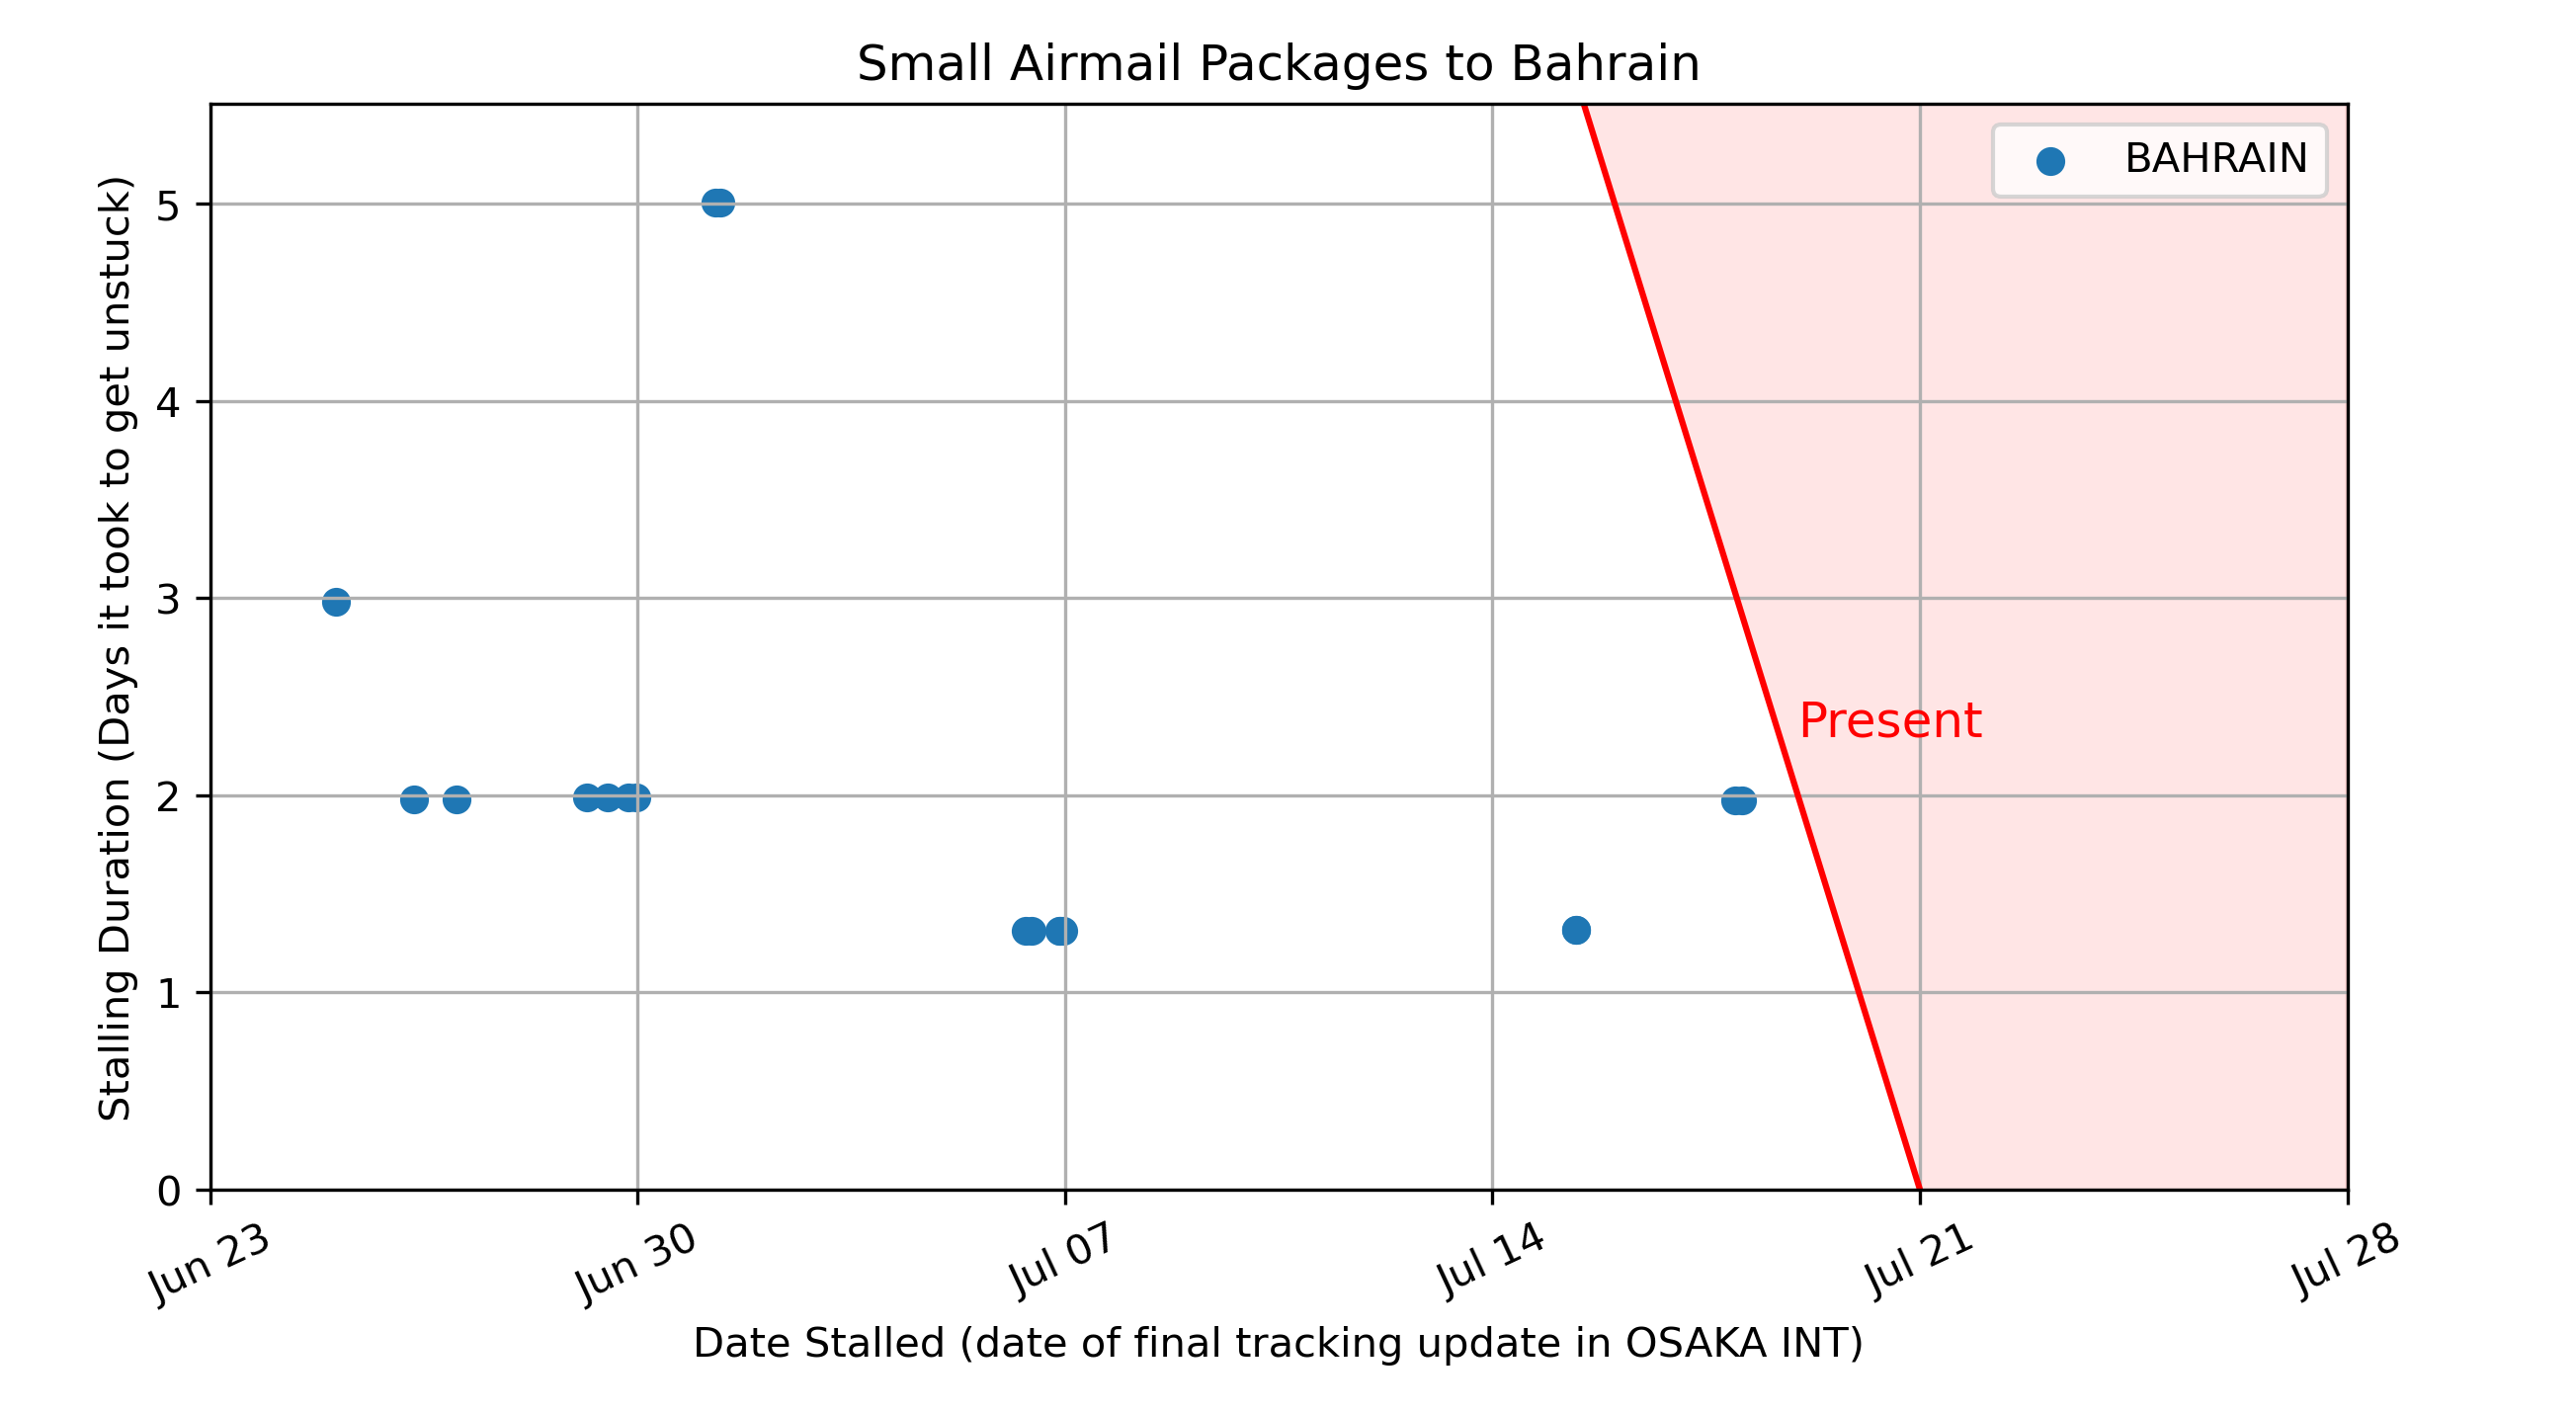 Small Airmail Packages to Bahrain
BAHRAIN
Stalling Duration (Days it took to get unstuck)
5
4
3
2
1
0
Present
Jun 23
Jun 30
Jul 07
Jul 14
Jul 21
Jul 28
Date Stalled (date of final tracking update in OSAKA INT)